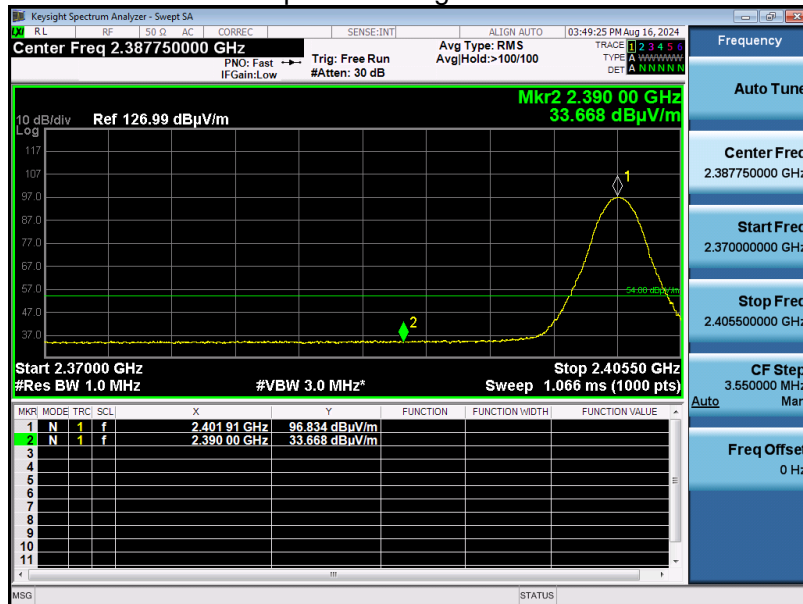 Keysight Spectrum Analyzer - Swept SA
RL RF 50 Ω AC CORREC SENSE:INT ALIGN AUTO 03:49:25 PM Aug 16, 2024
Center Freq 2.387750000 GHz
PNO: Fast
IFGain:Low
Trig: Free Run
#Atten: 30 dB
Avg Type: RMS
Avg|Hold:>100/100
TRACE 1 2 3 4 5 6
TYPE A WWWWW
DET A N N N N N
Mkr2 2.390 00 GHz
33.668 dBµV/m
10 dB/div Ref 126.99 dBµV/m
Log
117
107
97.0
87.0
77.0
67.0
57.0
47.0
37.0
1
2
54.00 dBµV/m
Start 2.37000 GHz Stop 2.40550 GHz
#Res BW 1.0 MHz #VBW 3.0 MHz* Sweep 1.066 ms (1000 pts)
MKR MODE TRC SCL X Y FUNCTION FUNCTION WIDTH FUNCTION VALUE
1 N 1 f 2.401 91 GHz 96.834 dBµV/m
2 N 1 f 2.390 00 GHz 33.668 dBµV/m
3
4
5
6
7
8
9
10
11
MSG STATUS
Frequency
Auto Tune
Center Freq
2.387750000 GHz
Start Freq
2.370000000 GHz
Stop Freq
2.405500000 GHz
CF Step
3.550000 MHz
Auto Man
Freq Offset
0 Hz